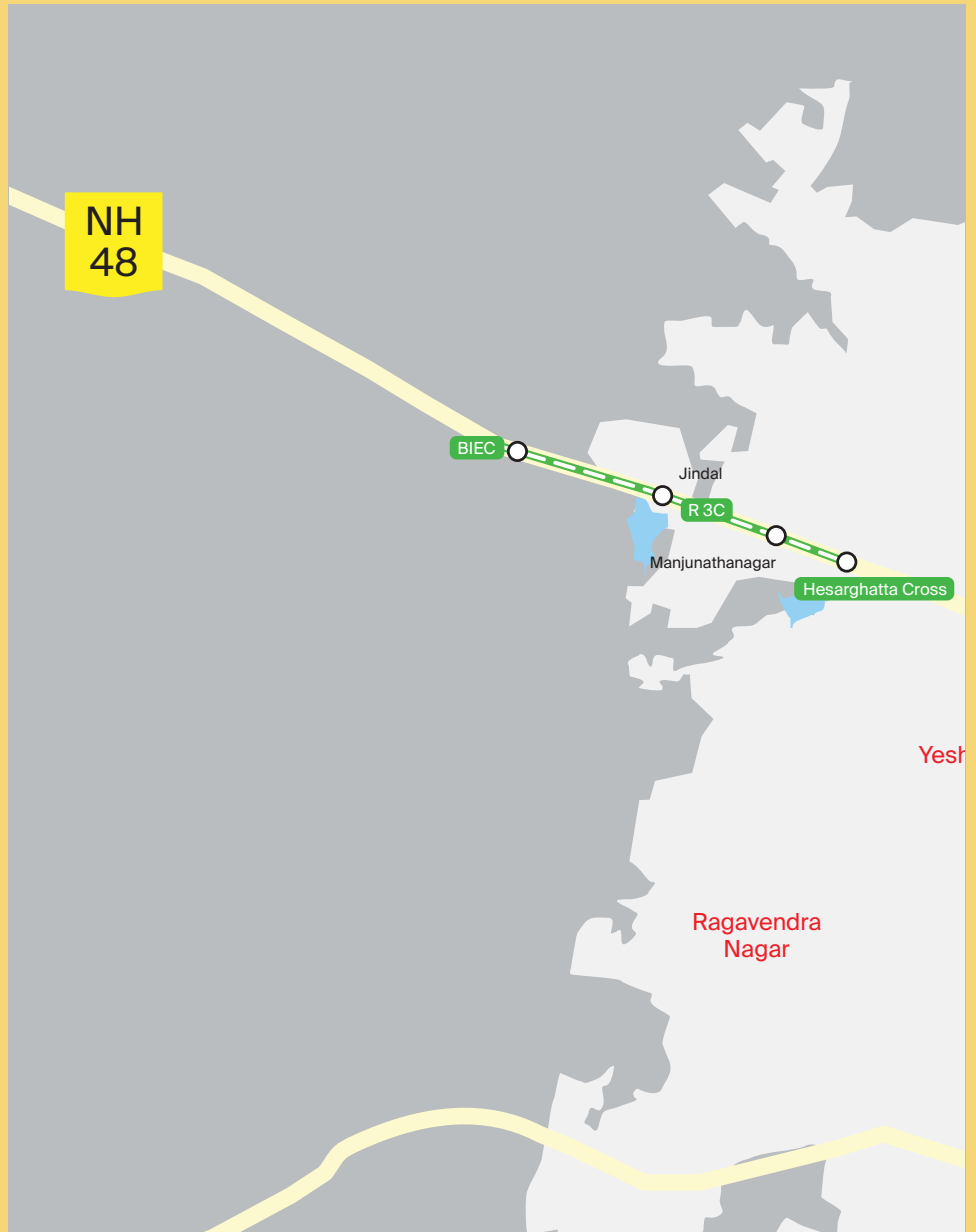 NH
48
BIEC
Jindal
R 3C
Manjunathanagar
Hesarghatta Cross
Yesh
Ragavendra
Nagar